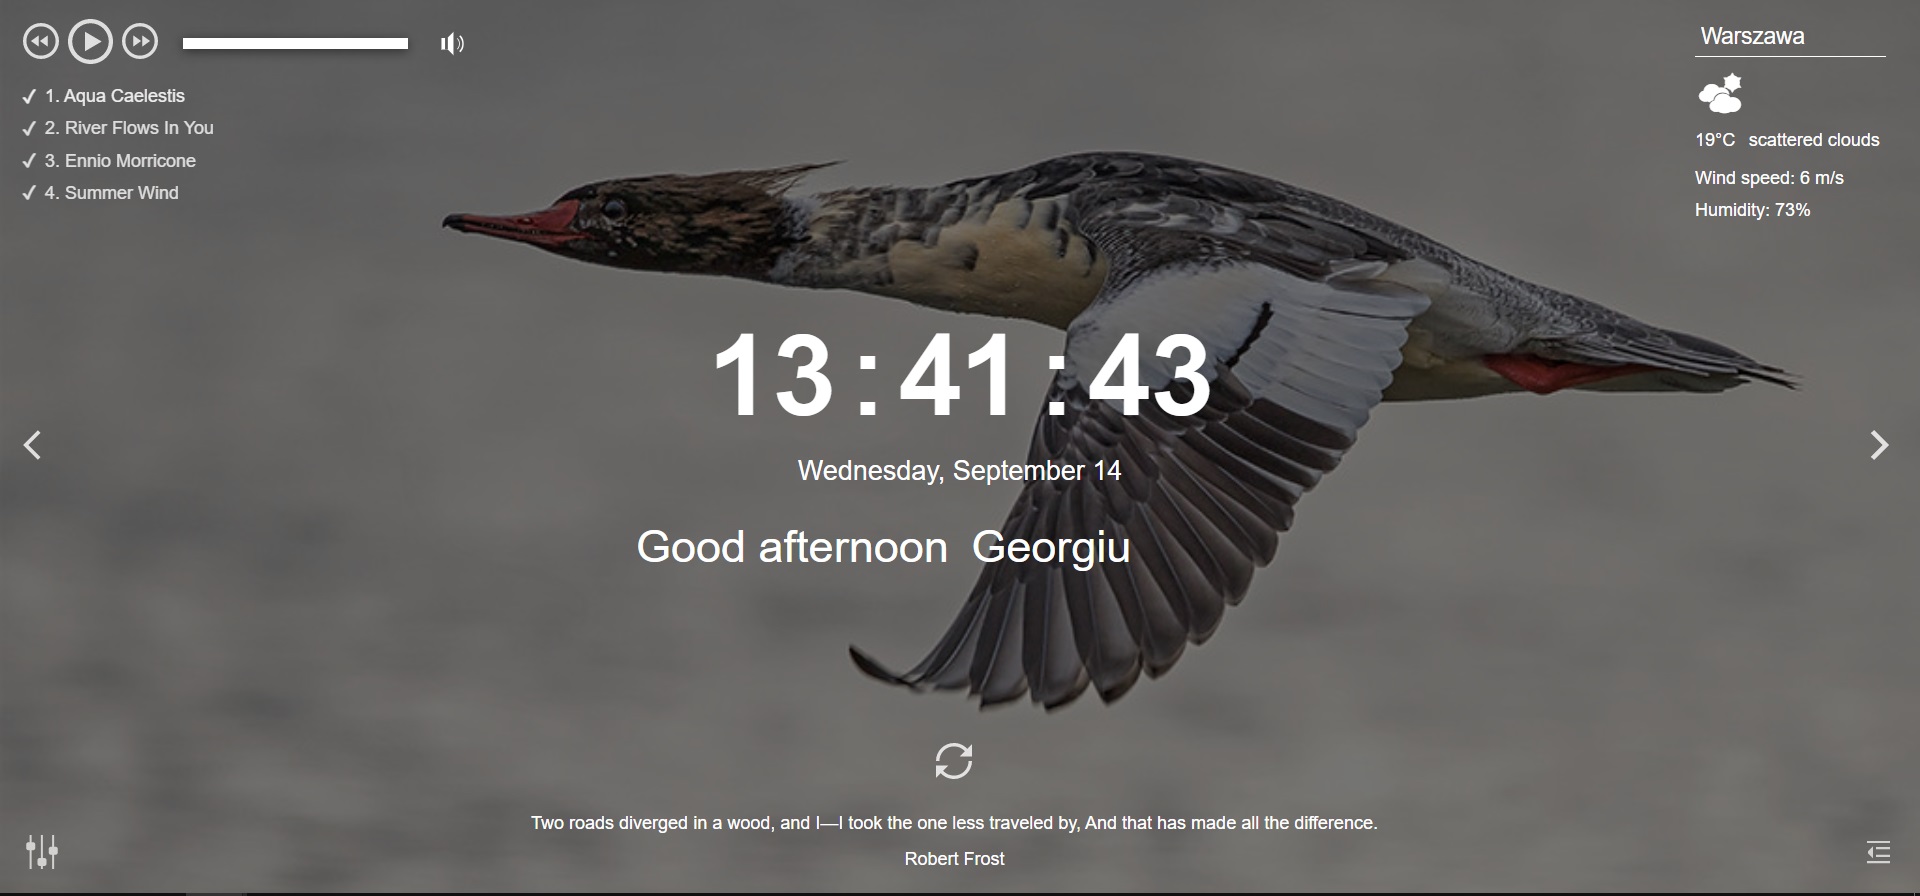 1. Aqua Caelestis
2. River Flows In You
3. Ennio Morricone
4. Summer Wind
Warszawa
19°C scattered clouds
Wind speed: 6 m/s
Humidity: 73%
13:41:43
Wednesday, September 14
Good afternoon Georgiu
Two roads diverged in a wood, and I—I took the one less traveled by, And that has made all the difference.
Robert Frost